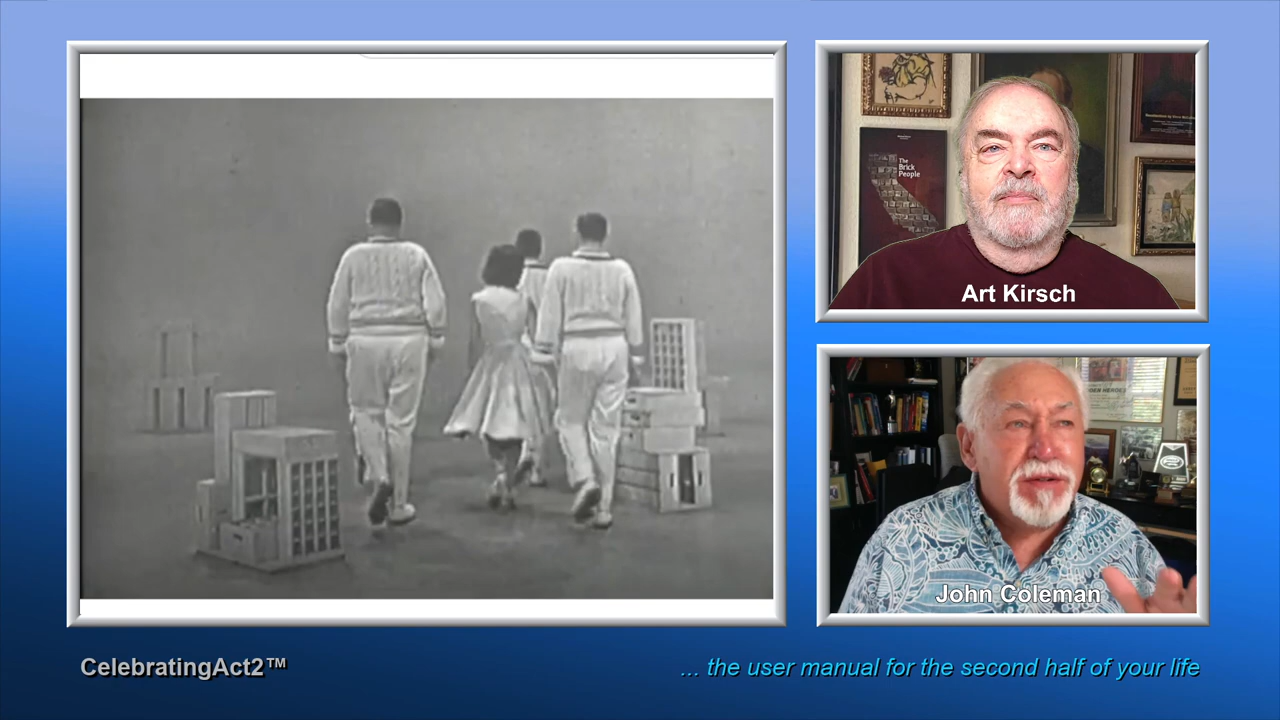 The
Brick
People
Art Kirsch
John Coleman
CelebratingAct2™
... the user manual for the second half of your life